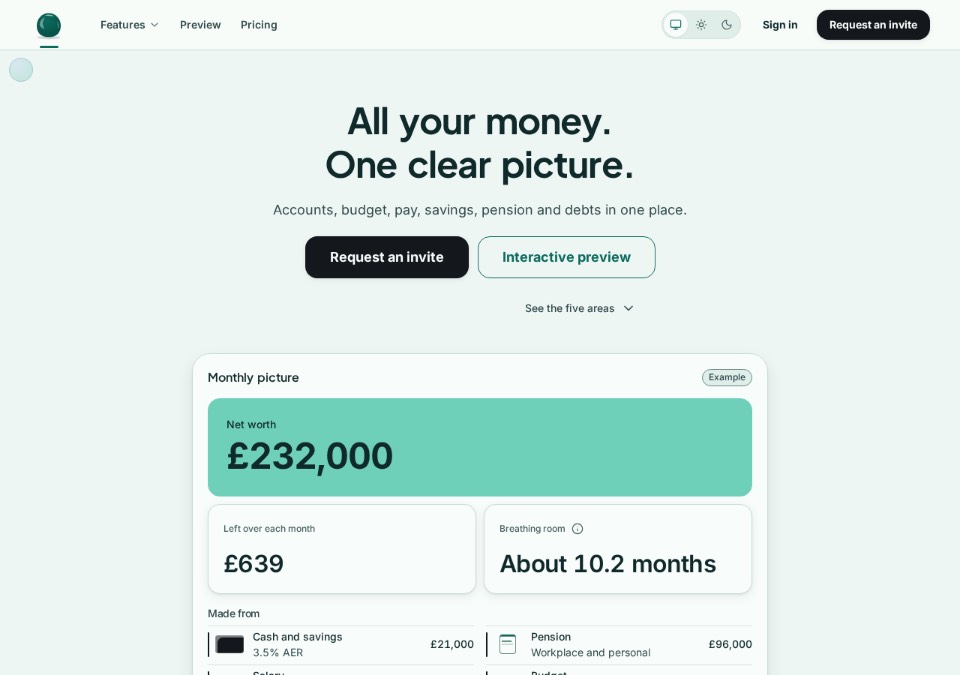 Features
Preview
Pricing
Sign in
Request an invite
All your money.
One clear picture.
Accounts, budget, pay, savings, pension and debts in one place.
Request an invite
Interactive preview
See the five areas
Monthly picture
Example
Net worth
£232,000
Left over each month
£639
Breathing room
About 10.2 months
Made from
Cash and savings
£21,000
3.5% AER
Pension
£96,000
Workplace and personal
Salary
Budget